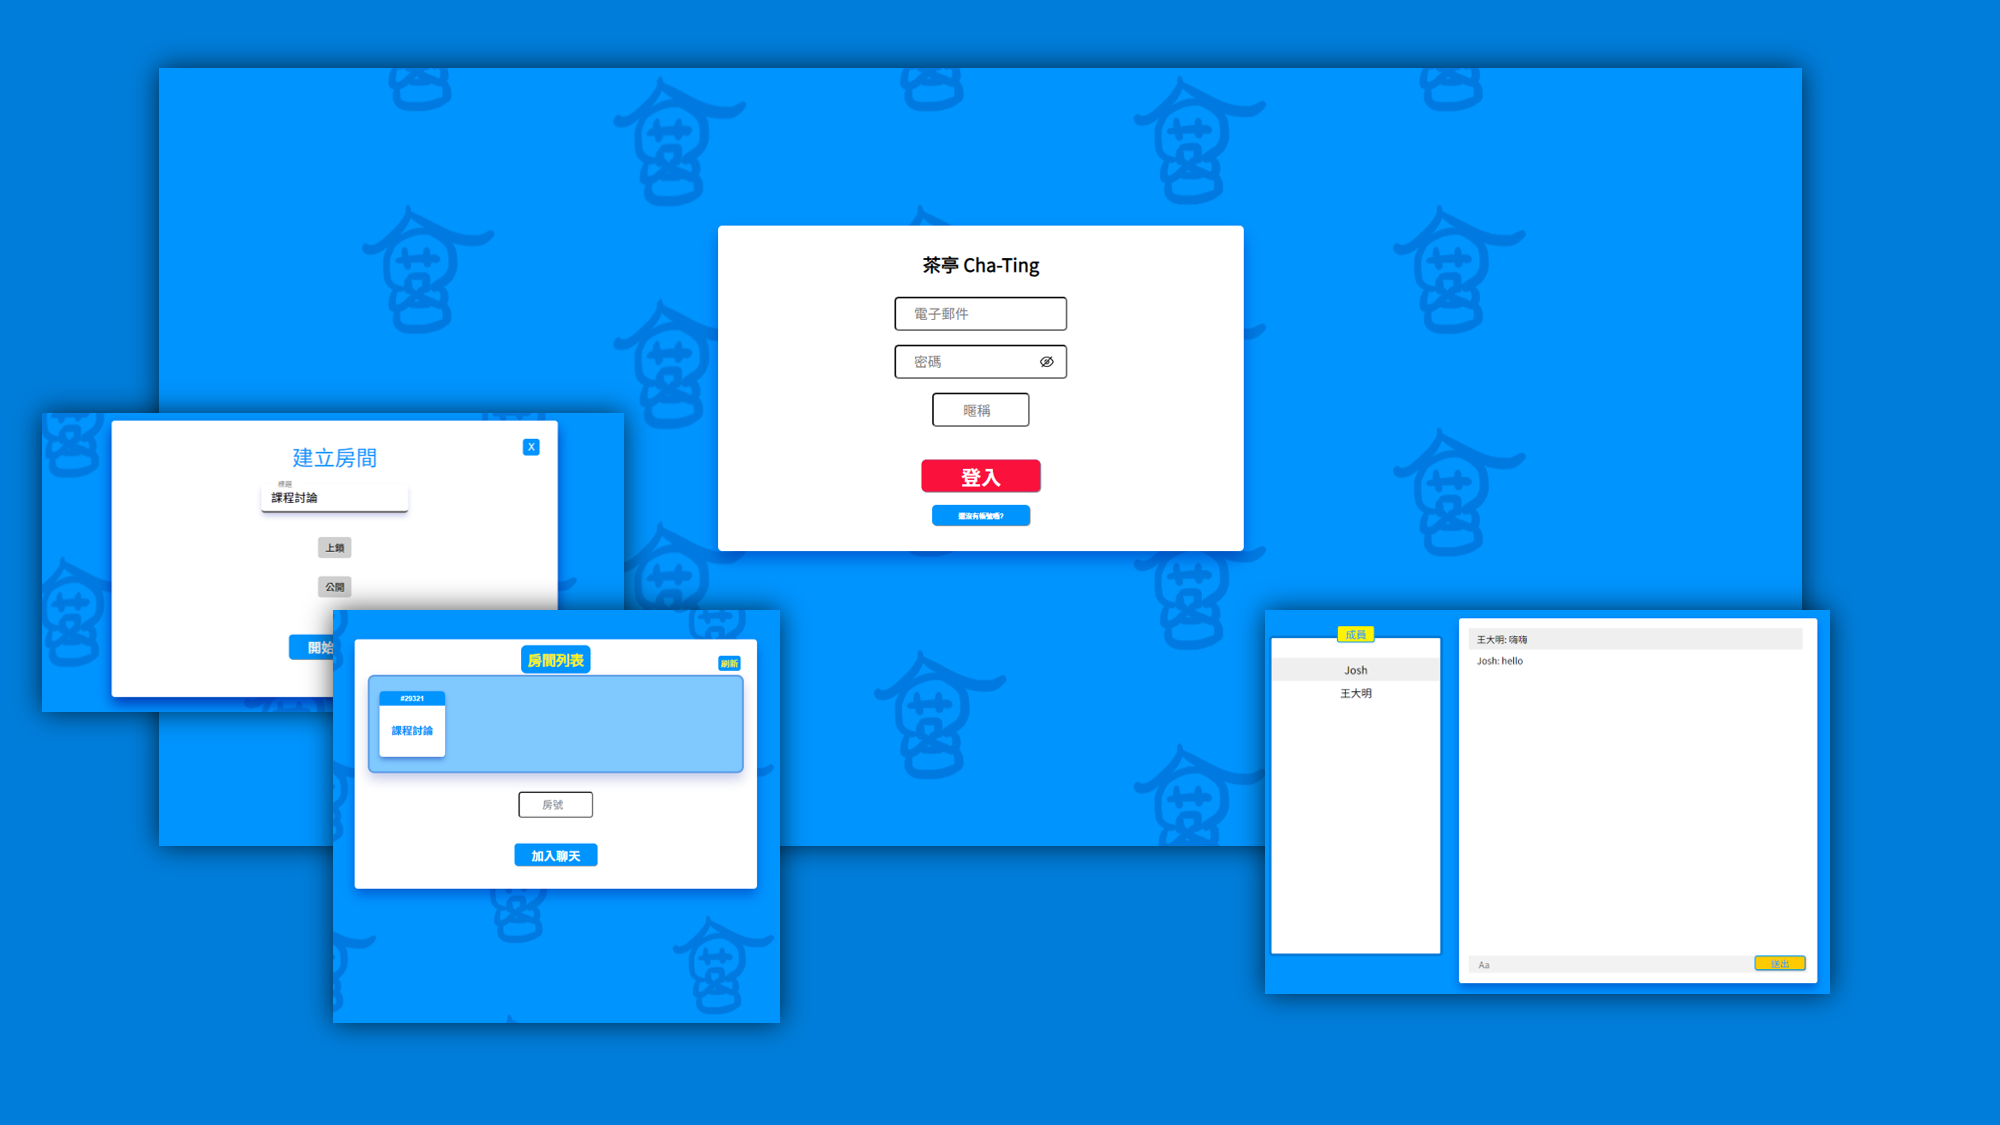 茶亭 Cha-Ting
電子郵件
密碼
暱稱
登入
還沒有帳號嗎?
建立房間
X
標題
課程討論
上鎖
公開
開始
房間列表
刷新
#29321
課程討論
房號
加入聊天
成員
Josh
王大明
王大明: 嗨嗨
Josh: hello
Aa
送出